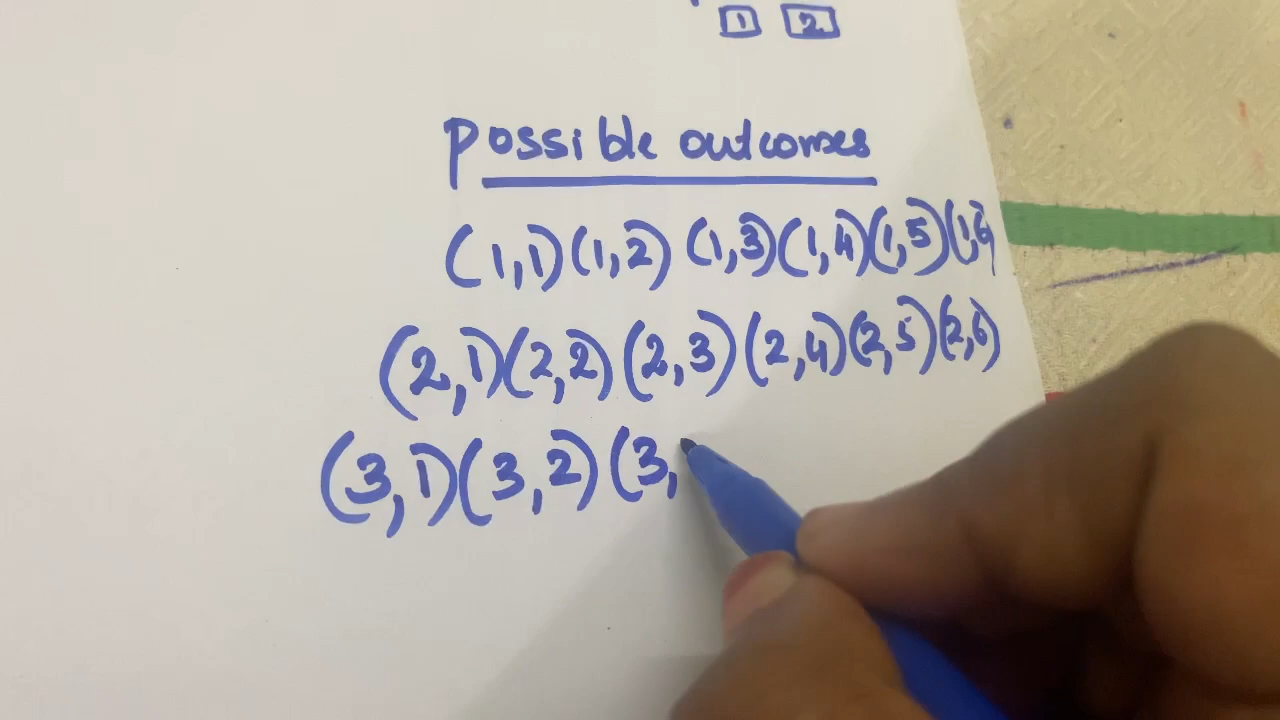 1 2
possible outcomes
(1,1)(1,2) (1,3)(1,4)(1,5)(1,6)
(2,1)(2,2)(2,3)(2,4)(2,5)(2,6)
(3,1)(3,2)(3,